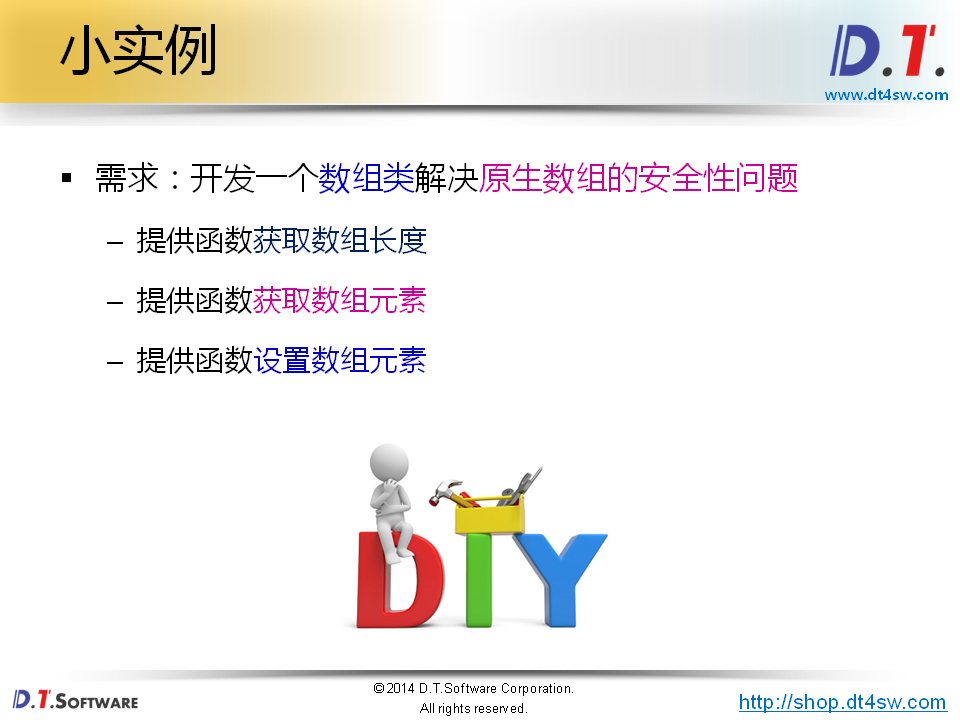 小实例
D.T.
www.dt4sw.com
▪ 需求：开发一个数组类解决原生数组的安全性问题
– 提供函数获取数组长度
– 提供函数获取数组元素
– 提供函数设置数组元素
DIY
D.T.SOFTWARE
©2014 D.T.Software Corporation.
All rights reserved.
http://shop.dt4sw.com